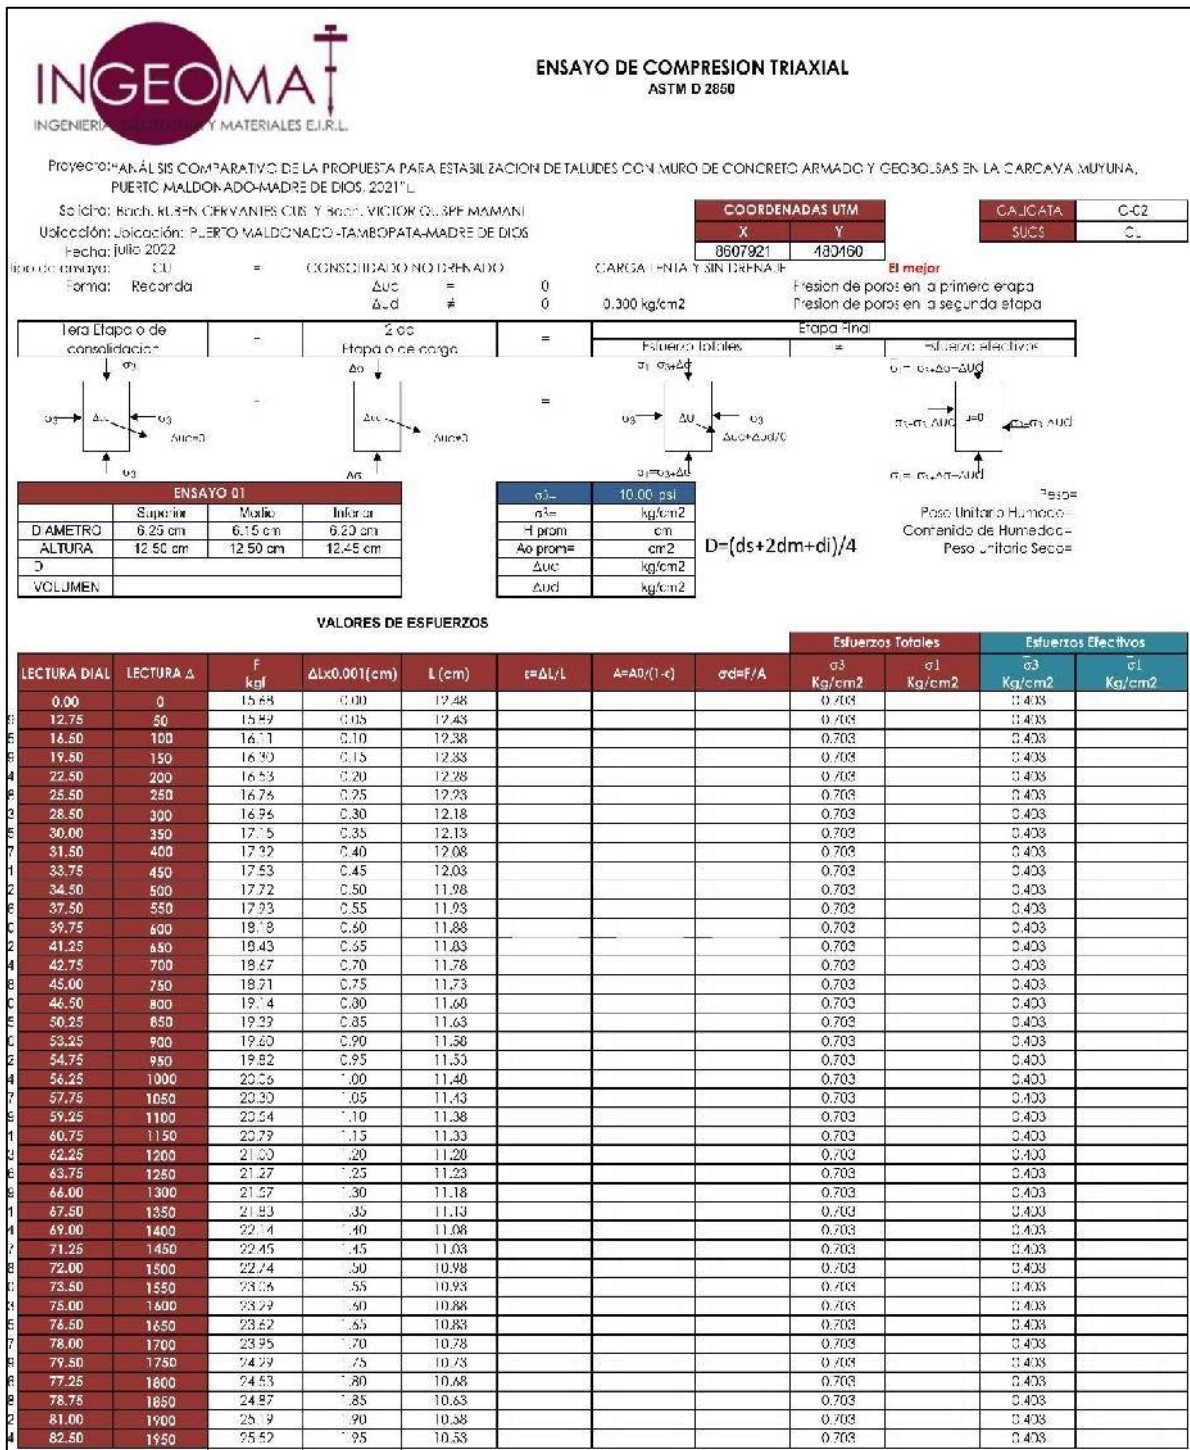 INGEOMAT
INGENIERIA GEOTECNIA Y MATERIALES E.I.R.L.
ENSAYO DE COMPRESION TRIAXIAL
ASTM D 2850
Proyecto: "ANÁLISIS COMPARATIVO DE LA PROPUESTA PARA ESTABILIZACION DE TALUDES CON MURO DE CONCRETO ARMADO Y GEOBOLSAS EN LA CARCAVA MUYUNA,
PUERTO MALDONADO-MADRE DE DIOS, 2021"
Solicita: Bach. RUBEN CERVANTES CUSI Y Bach. VICTOR QUISPE MAMANI
COORDENADAS UTM CALICATA C-02
Ubicación: Ubicación: PUERTO MALDONADO -TAMBOPATA-MADRE DE DIOS
X Y SUCS CL
Fecha: julio 2022 8607921 480460
Tipo de ensayo: CU = CONSOLIDADO NO DRENADO CARGA LENTA Y SIN DRENAJE El mejor
Forma: Redonda Δuc = 0 Presion de poros en la primera etapa
Δud ≠ 0 0.300 kg/cm2 Presion de poros en la segunda etapa
1era Etapa o de consolidacion 2 da Etapa o de carga = Etapa Final
Esfuerzo Totales ≠ Esfuerzo efectivos
σ3 Δσ σ1=σ3+Δσ
σ3 Δuc σ3 Δuc=0
σ3 ΔU σ3 u=0
σ3 Δσ σ1=σ3+Δσ
ENSAYO 01 σ3= 10.00 psi Peso=
Superior Medio Inferior σ3= kg/cm2 Peso Unitario Humedo=
DIAMETRO 6.25 cm 6.15 cm 6.20 cm H prom cm Contenido de Humedad=
ALTURA 12.50 cm 12.50 cm 12.45 cm Ao prom= cm2 D=(ds+2dm+di)/4 Peso Unitario Seco=
D Δuc kg/cm2
VOLUMEN Δud kg/cm2
VALORES DE ESFUERZOS
Esfuerzos Totales Esfuerzos Efectivos
LECTURA DIAL LECTURA Δ F kgf ΔLx0.001(cm) L (cm) ε=ΔL/L A=A0/(1-ε) σd=F/A σ3 Kg/cm2 σ1 Kg/cm2 σ̅3 Kg/cm2 σ̅1 Kg/cm2
0.00 0 15.68 0.00 12.48 0.703 0.403
12.75 50 15.89 0.05 12.43 0.703 0.403
16.50 100 16.11 0.10 12.38 0.703 0.403
19.50 150 16.30 0.15 12.33 0.703 0.403
22.50 200 16.53 0.20 12.28 0.703 0.403
25.50 250 16.76 0.25 12.23 0.703 0.403
28.50 300 16.96 0.30 12.18 0.703 0.403
30.00 350 17.15 0.35 12.13 0.703 0.403
31.50 400 17.32 0.40 12.08 0.703 0.403
33.75 450 17.53 0.45 12.03 0.703 0.403
34.50 500 17.72 0.50 11.98 0.703 0.403
37.50 550 17.93 0.55 11.93 0.703 0.403
39.75 600 18.18 0.60 11.88 0.703 0.403
41.25 650 18.43 0.65 11.83 0.703 0.403
42.75 700 18.67 0.70 11.78 0.703 0.403
45.00 750 18.91 0.75 11.73 0.703 0.403
46.50 800 19.14 0.80 11.68 0.703 0.403
50.25 850 19.39 0.85 11.63 0.703 0.403
53.25 900 19.60 0.90 11.58 0.703 0.403
54.75 950 19.82 0.95 11.53 0.703 0.403
56.25 1000 20.06 1.00 11.48 0.703 0.403
57.75 1050 20.30 1.05 11.43 0.703 0.403
59.25 1100 20.54 1.10 11.38 0.703 0.403
60.75 1150 20.79 1.15 11.33 0.703 0.403
62.25 1200 21.00 1.20 11.28 0.703 0.403
63.75 1250 21.27 1.25 11.23 0.703 0.403
66.00 1300 21.57 1.30 11.18 0.703 0.403
67.50 1350 21.83 1.35 11.13 0.703 0.403
69.00 1400 22.14 1.40 11.08 0.703 0.403
71.25 1450 22.45 1.45 11.03 0.703 0.403
72.00 1500 22.74 1.50 10.98 0.703 0.403
73.50 1550 23.06 1.55 10.93 0.703 0.403
75.00 1600 23.29 1.60 10.88 0.703 0.403
76.50 1650 23.62 1.65 10.83 0.703 0.403
78.00 1700 23.95 1.70 10.78 0.703 0.403
79.50 1750 24.29 1.75 10.73 0.703 0.403
77.25 1800 24.53 1.80 10.68 0.703 0.403
78.75 1850 24.87 1.85 10.63 0.703 0.403
81.00 1900 25.19 1.90 10.58 0.703 0.403
82.50 1950 25.52 1.95 10.53 0.703 0.403